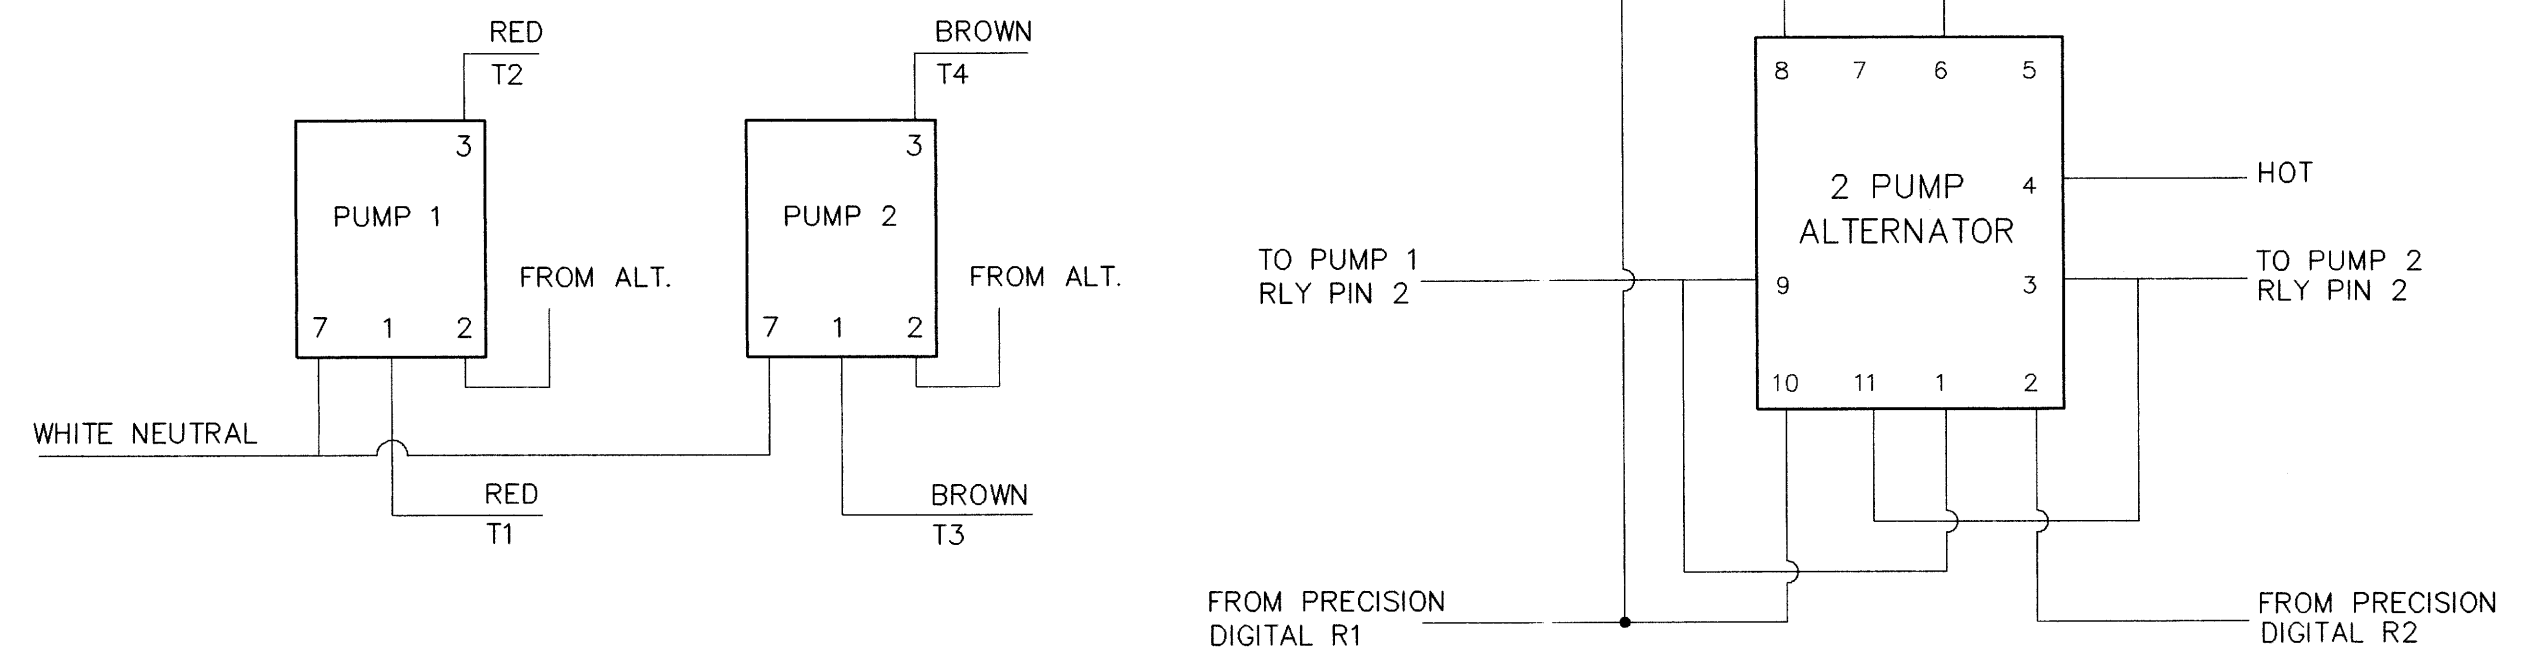 RED
T2
3
PUMP 1
FROM ALT.
7 1 2
WHITE NEUTRAL
RED
T1
BROWN
T4
3
PUMP 2
FROM ALT.
7 1 2
BROWN
T3
8 7 6 5
2 PUMP
ALTERNATOR
4
HOT
TO PUMP 1
RLY PIN 2
9
3
TO PUMP 2
RLY PIN 2
10 11 1 2
FROM PRECISION
DIGITAL R1
FROM PRECISION
DIGITAL R2